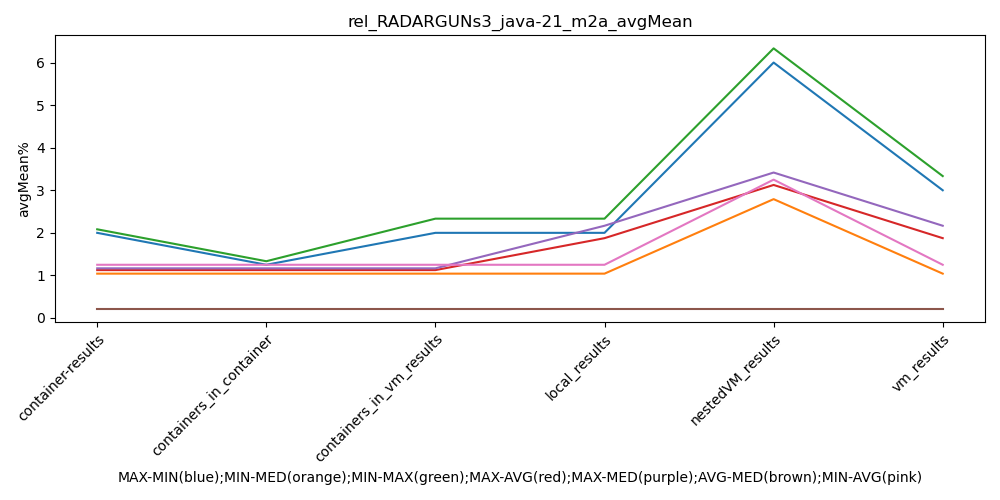 rel_RADARGUNs3_java-21_m2a_avgMean
avgMean%
6
5
4
3
2
1
0
container-results
containers_in_container
containers_in_vm_results
local_results
nestedVM_results
vm_results
MAX-MIN(blue);MIN-MED(orange);MIN-MAX(green);MAX-AVG(red);MAX-MED(purple);AVG-MED(brown);MIN-AVG(pink)